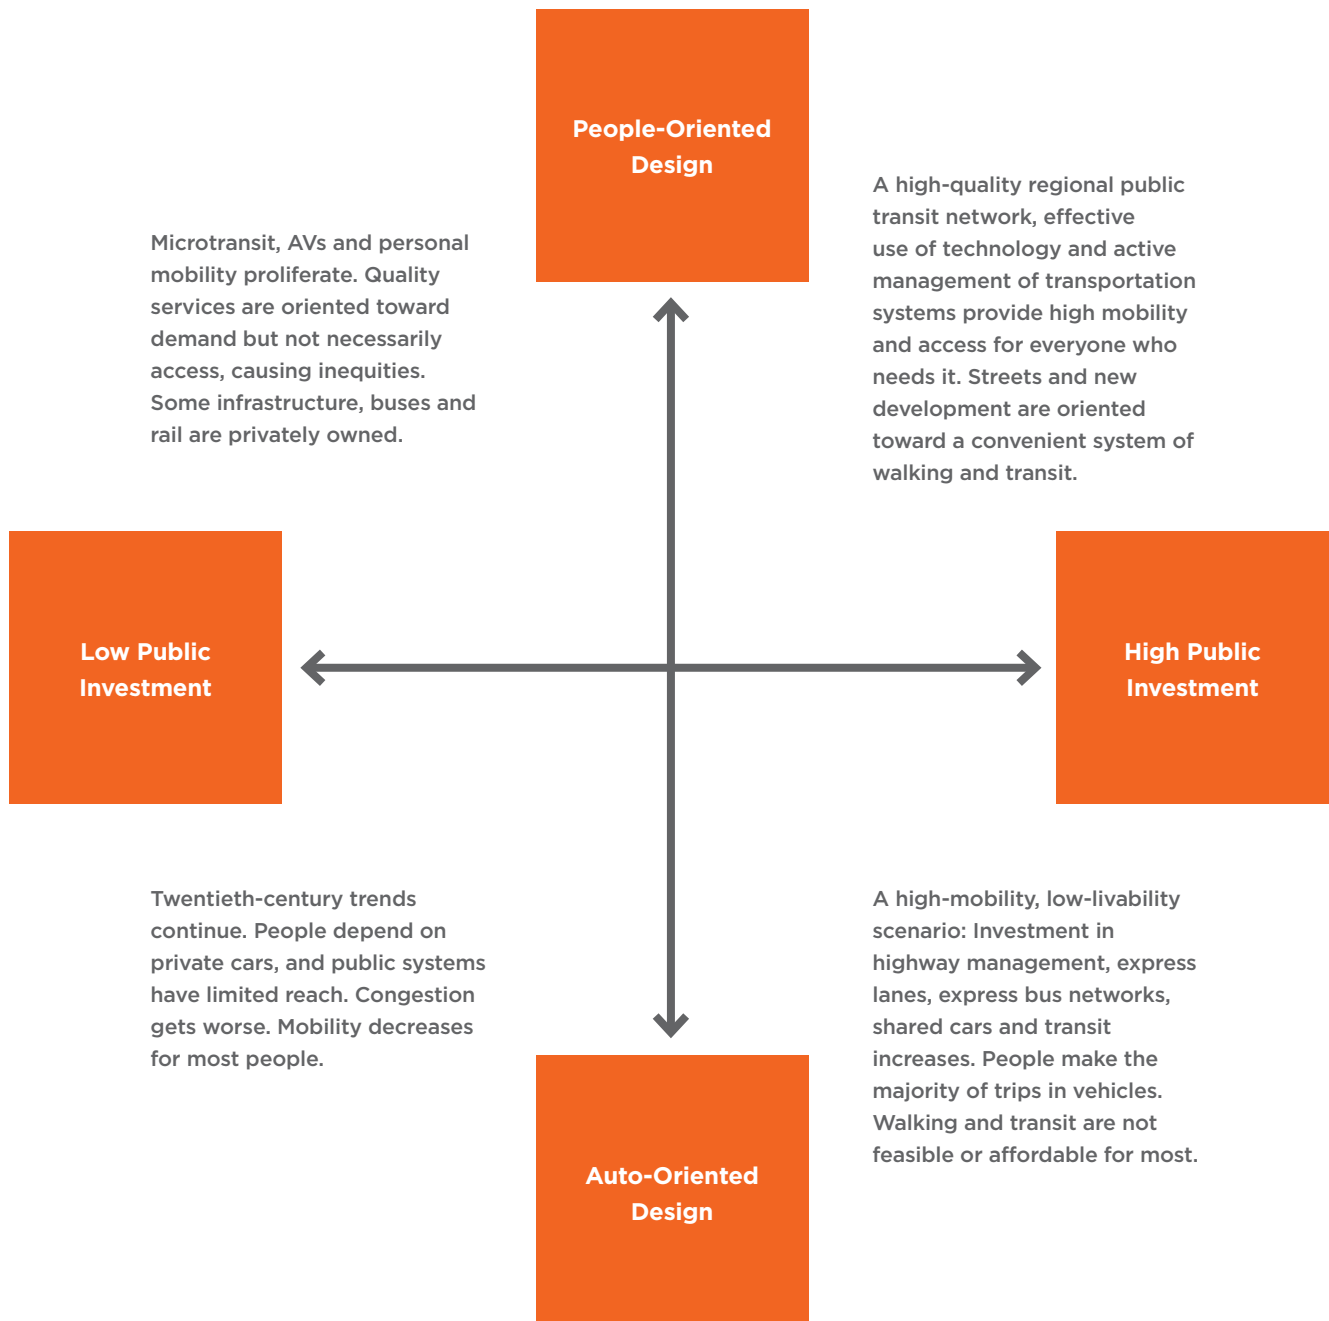 People-Oriented
Design
Microtransit, AVs and personal
mobility proliferate. Quality
services are oriented toward
demand but not necessarily
access, causing inequities.
Some infrastructure, buses and
rail are privately owned.
A high-quality regional public
transit network, effective
use of technology and active
management of transportation
systems provide high mobility
and access for everyone who
needs it. Streets and new
development are oriented
toward a convenient system of
walking and transit.
Low Public
Investment
High Public
Investment
Twentieth-century trends
continue. People depend on
private cars, and public systems
have limited reach. Congestion
gets worse. Mobility decreases
for most people.
A high-mobility, low-livability
scenario: Investment in
highway management, express
lanes, express bus networks,
shared cars and transit
increases. People make the
majority of trips in vehicles.
Walking and transit are not
feasible or affordable for most.
Auto-Oriented
Design